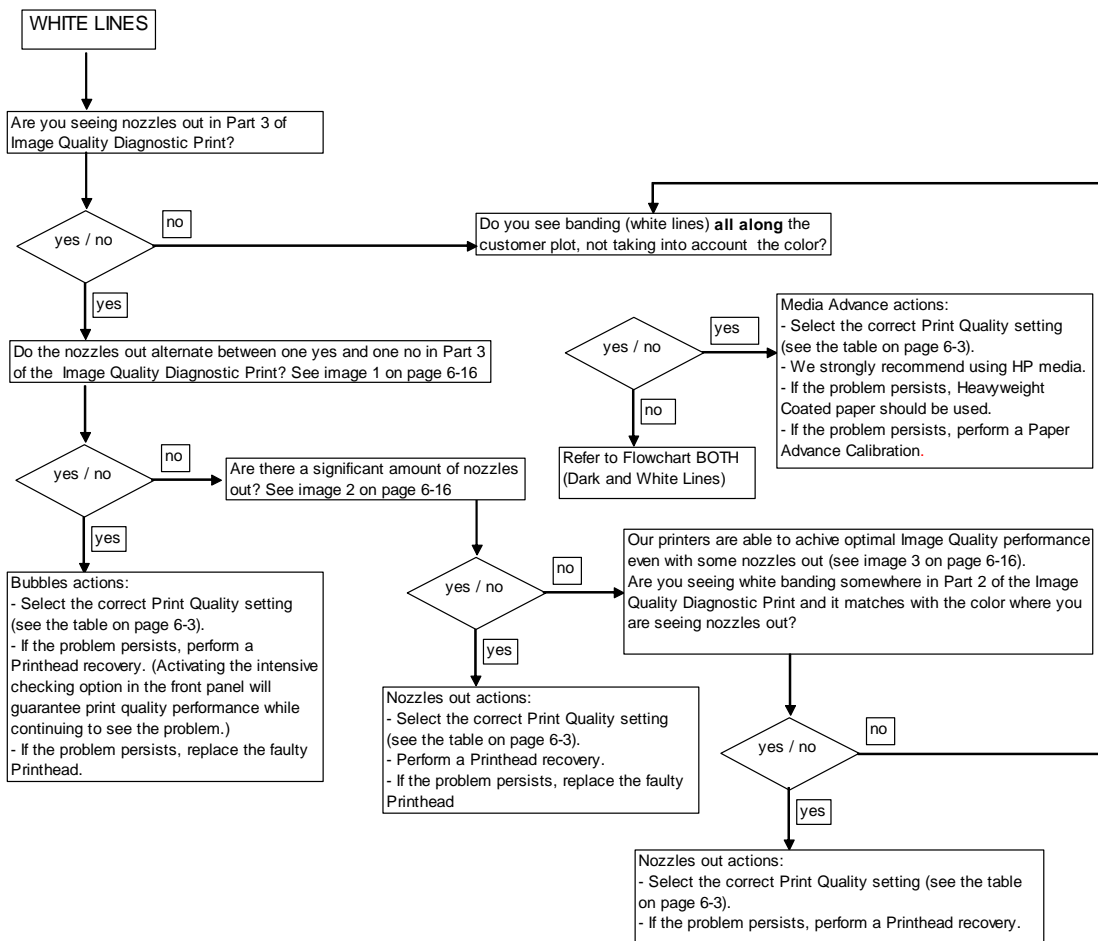 WHITE LINES
Are you seeing nozzles out in Part 3 of
Image Quality Diagnostic Print?
yes / no
no
yes
Do you see banding (white lines) all along the
customer plot, not taking into account the color?
yes / no
yes
no
Media Advance actions:
- Select the correct Print Quality setting
(see the table on page 6-3).
- We strongly recommend using HP media.
- If the problem persists, Heavyweight
Coated paper should be used.
- If the problem persists, perform a Paper
Advance Calibration.
Refer to Flowchart BOTH
(Dark and White Lines)
Do the nozzles out alternate between one yes and one no in Part 3
of the Image Quality Diagnostic Print? See image 1 on page 6-16
yes / no
no
yes
Are there a significant amount of nozzles
out? See image 2 on page 6-16
Bubbles actions:
- Select the correct Print Quality setting
(see the table on page 6-3).
- If the problem persists, perform a
Printhead recovery. (Activating the intensive
checking option in the front panel will
guarantee print quality performance while
continuing to see the problem.)
- If the problem persists, replace the faulty
Printhead.
yes / no
no
yes
Our printers are able to achive optimal Image Quality performance
even with some nozzles out (see image 3 on page 6-16).
Are you seeing white banding somewhere in Part 2 of the Image
Quality Diagnostic Print and it matches with the color where you
are seeing nozzles out?
Nozzles out actions:
- Select the correct Print Quality setting
(see the table on page 6-3).
- Perform a Printhead recovery.
- If the problem persists, replace the faulty
Printhead
yes / no
no
yes
Nozzles out actions:
- Select the correct Print Quality setting (see the table
on page 6-3).
- If the problem persists, perform a Printhead recovery.